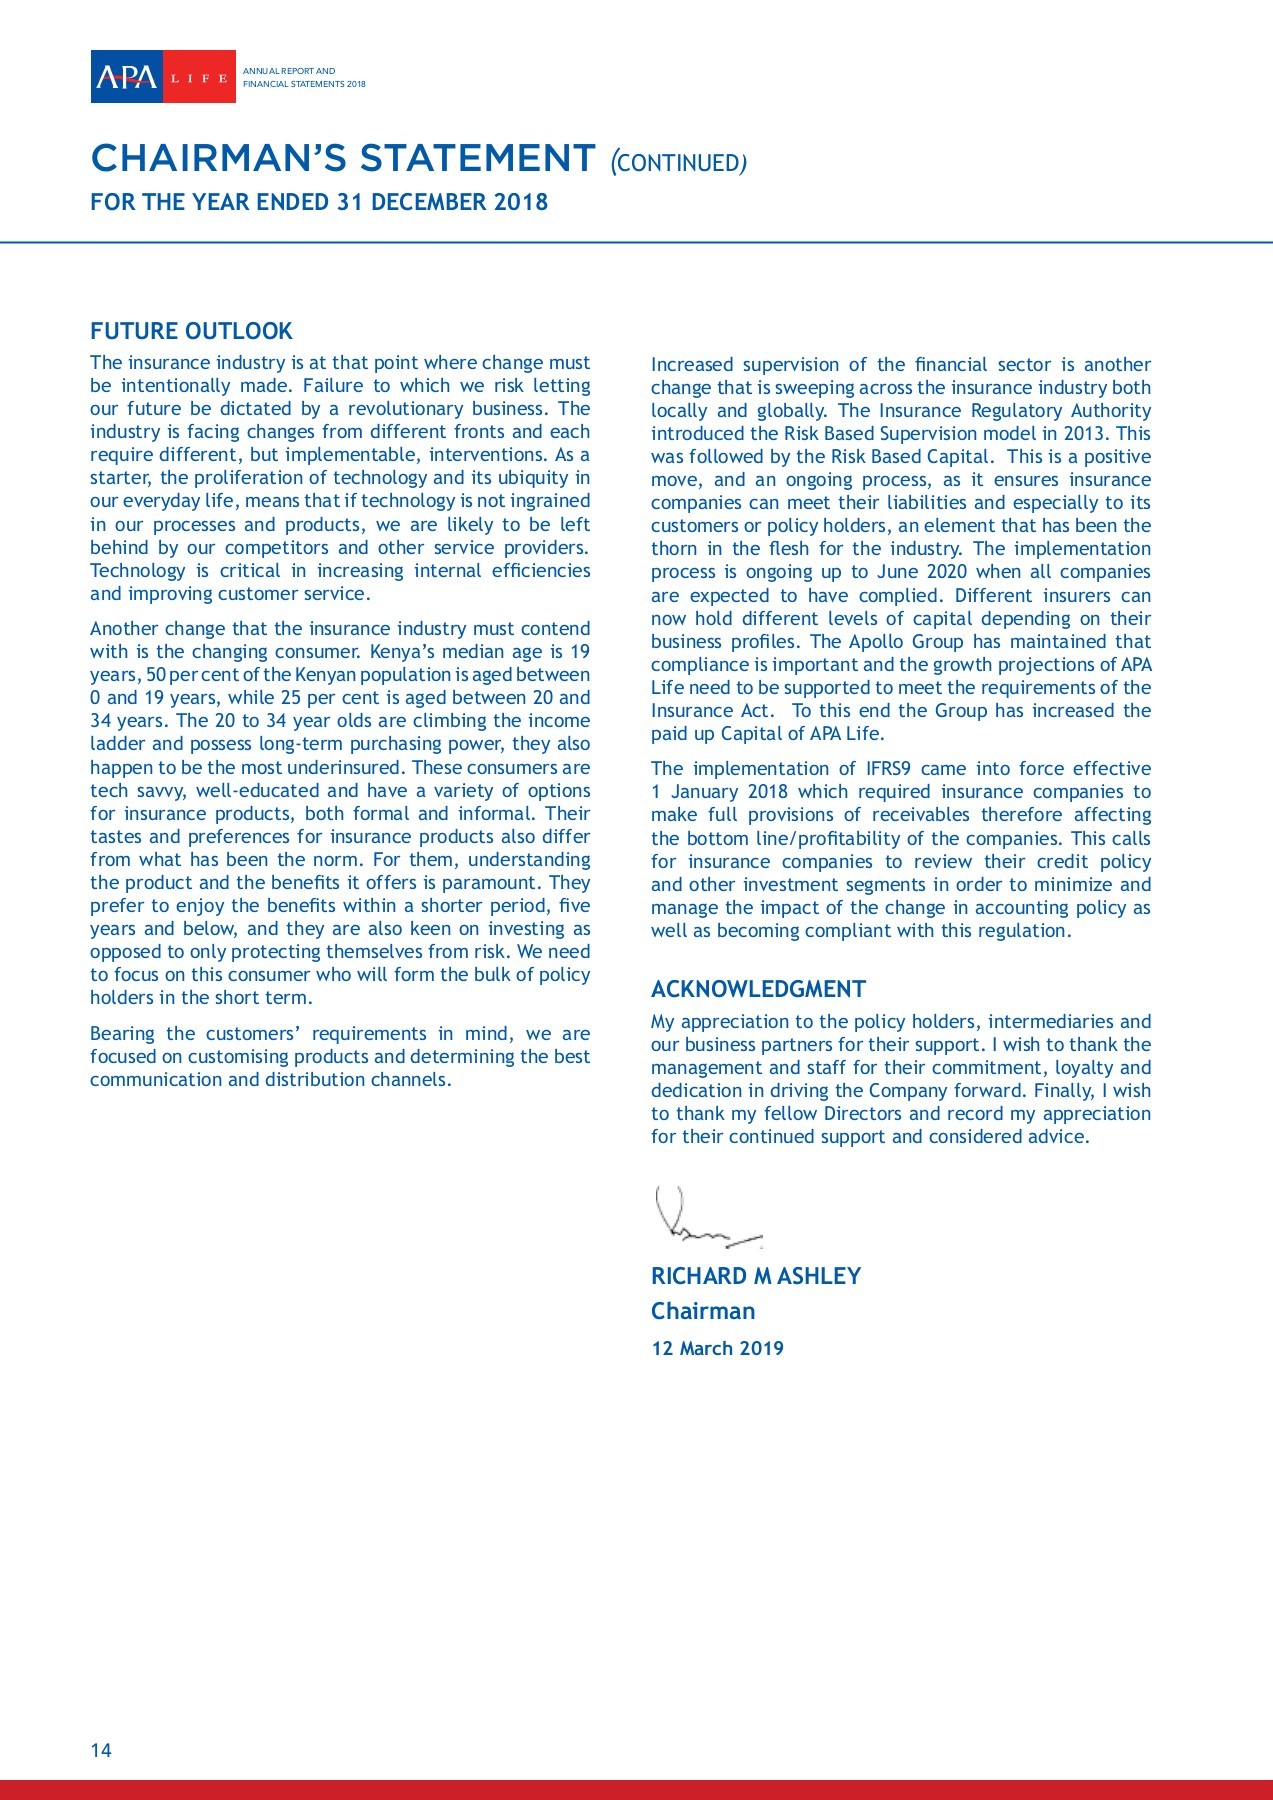 APA LIFE
ANNUAL REPORT AND
FINANCIAL STATEMENTS 2018
CHAIRMAN'S STATEMENT (CONTINUED)
FOR THE YEAR ENDED 31 DECEMBER 2018
FUTURE OUTLOOK
The insurance industry is at that point where change must
be intentionally made. Failure to which we risk letting
our future be dictated by a revolutionary business. The
industry is facing changes from different fronts and each
require different, but implementable, interventions. As a
starter, the proliferation of technology and its ubiquity in
our everyday life, means that if technology is not ingrained
in our processes and products, we are likely to be left
behind by our competitors and other service providers.
Technology is critical in increasing internal efficiencies
and improving customer service.
Another change that the insurance industry must contend
with is the changing consumer. Kenya's median age is 19
years, 50 per cent of the Kenyan population is aged between
0 and 19 years, while 25 per cent is aged between 20 and
34 years. The 20 to 34 year olds are climbing the income
ladder and possess long-term purchasing power, they also
happen to be the most underinsured. These consumers are
tech savvy, well-educated and have a variety of options
for insurance products, both formal and informal. Their
tastes and preferences for insurance products also differ
from what has been the norm. For them, understanding
the product and the benefits it offers is paramount. They
prefer to enjoy the benefits within a shorter period, five
years and below, and they are also keen on investing as
opposed to only protecting themselves from risk. We need
to focus on this consumer who will form the bulk of policy
holders in the short term.
Bearing the customers' requirements in mind, we are
focused on customising products and determining the best
communication and distribution channels.
Increased supervision of the financial sector is another
change that is sweeping across the insurance industry both
locally and globally. The Insurance Regulatory Authority
introduced the Risk Based Supervision model in 2013. This
was followed by the Risk Based Capital. This is a positive
move, and an ongoing process, as it ensures insurance
companies can meet their liabilities and especially to its
customers or policy holders, an element that has been the
thorn in the flesh for the industry. The implementation
process is ongoing up to June 2020 when all companies
are expected to have complied. Different insurers can
now hold different levels of capital depending on their
business profiles. The Apollo Group has maintained that
compliance is important and the growth projections of APA
Life need to be supported to meet the requirements of the
Insurance Act. To this end the Group has increased the
paid up Capital of APA Life.
The implementation of IFRS9 came into force effective
1 January 2018 which required insurance companies to
make full provisions of receivables therefore affecting
the bottom line/profitability of the companies. This calls
for insurance companies to review their credit policy
and other investment segments in order to minimize and
manage the impact of the change in accounting policy as
well as becoming compliant with this regulation.
ACKNOWLEDGMENT
My appreciation to the policy holders, intermediaries and
our business partners for their support. I wish to thank the
management and staff for their commitment, loyalty and
dedication in driving the Company forward. Finally, I wish
to thank my fellow Directors and record my appreciation
for their continued support and considered advice.
RICHARD M ASHLEY
Chairman
12 March 2019
14